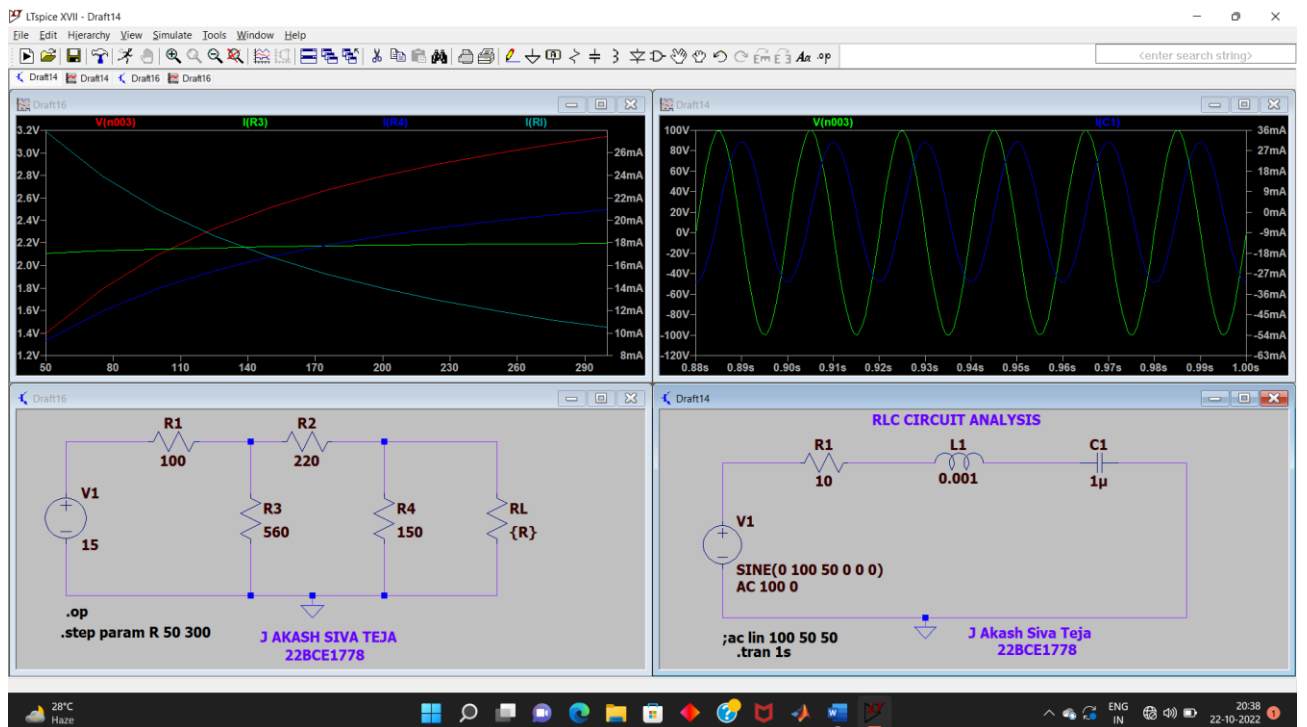 LTspice XVII - Draft14
File Edit Hierarchy View Simulate Tools Window Help
<enter search string>
Draft14 Draft14 Draft16 Draft16
Draft16
V(n003) I(R3) I(R4) I(Rl)
3.2V
3.0V
2.8V
2.6V
2.4V
2.2V
2.0V
1.8V
1.6V
1.4V
1.2V
26mA
24mA
22mA
20mA
18mA
16mA
14mA
12mA
10mA
8mA
50 80 110 140 170 200 230 260 290
Draft14
V(n003) I(C1)
100V
80V
60V
40V
20V
0V
-20V
-40V
-60V
-80V
-100V
-120V
36mA
27mA
18mA
9mA
0mA
-9mA
-18mA
-27mA
-36mA
-45mA
-54mA
-63mA
0.88s 0.89s 0.90s 0.91s 0.92s 0.93s 0.94s 0.95s 0.96s 0.97s 0.98s 0.99s 1.00s
Draft16
R1 R2
100 220
V1
15
R3
560
R4
150
RL
{R}
.op
.step param R 50 300
J AKASH SIVA TEJA
22BCE1778
Draft14
RLC CIRCUIT ANALYSIS
R1 L1 C1
10 0.001 1µ
V1
SINE(0 100 50 0 0 0)
AC 100 0
;ac lin 100 50 50
.tran 1s
J Akash Siva Teja
22BCE1778
28°C
Haze
ENG
IN
20:38
22-10-2022
1